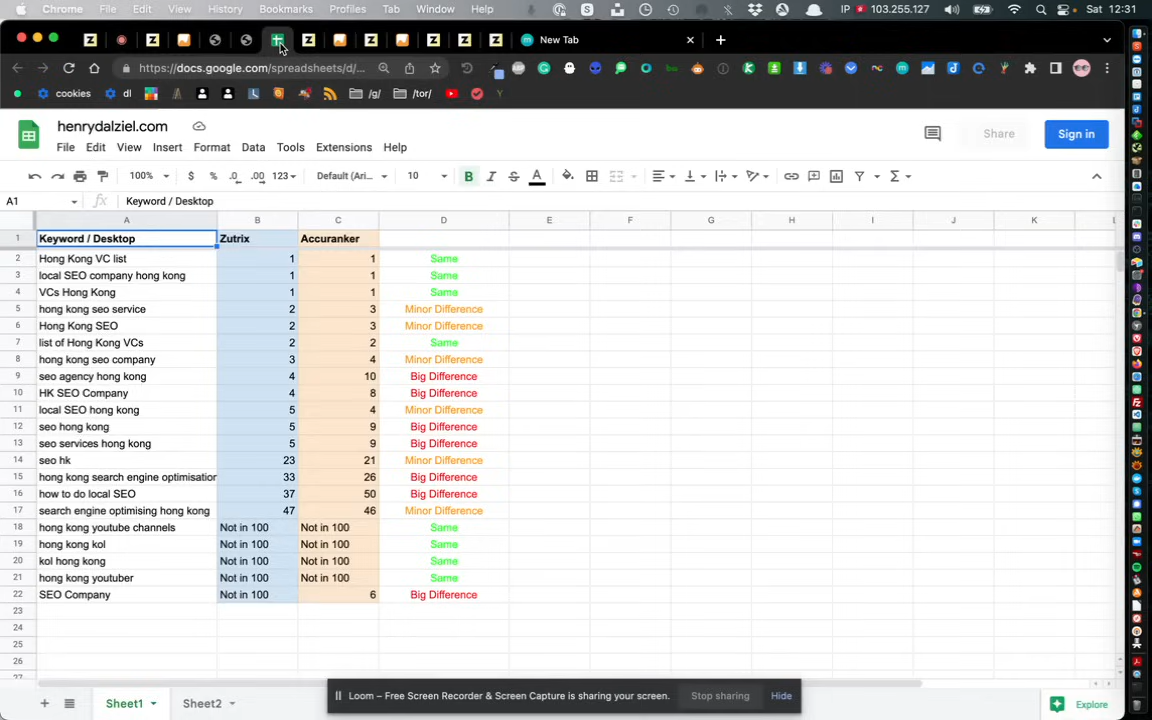 Chrome File Edit View History Bookmarks Profiles Tab Window Help IP 103.255.127 Sat 12:31
New Tab
https://docs.google.com/spreadsheets/d/...
cookies dl /g/ /tor/
henrydalziel.com
Share Sign in
File Edit View Insert Format Data Tools Extensions Help
100% $ % .0 .00 123 Default (Ari... 10 B I S A
A1 fx Keyword / Desktop
A B C D E F G H I J K
1 Keyword / Desktop Zutrix Accuranker
2 Hong Kong VC list 1 1 Same
3 local SEO company hong kong 1 1 Same
4 VCs Hong Kong 1 1 Same
5 hong kong seo service 2 3 Minor Difference
6 Hong Kong SEO 2 3 Minor Difference
7 list of Hong Kong VCs 2 2 Same
8 hong kong seo company 3 4 Minor Difference
9 seo agency hong kong 4 10 Big Difference
10 HK SEO Company 4 8 Big Difference
11 local SEO hong kong 5 4 Minor Difference
12 seo hong kong 5 9 Big Difference
13 seo services hong kong 5 9 Big Difference
14 seo hk 23 21 Minor Difference
15 hong kong search engine optimisation 33 26 Big Difference
16 how to do local SEO 37 50 Big Difference
17 search engine optimising hong kong 47 46 Minor Difference
18 hong kong youtube channels Not in 100 Not in 100 Same
19 hong kong kol Not in 100 Not in 100 Same
20 kol hong kong Not in 100 Not in 100 Same
21 hong kong youtuber Not in 100 Not in 100 Same
22 SEO Company Not in 100 6 Big Difference
23
24
25
26
27
Loom – Free Screen Recorder & Screen Capture is sharing your screen. Stop sharing Hide
Sheet1 Sheet2 Explore